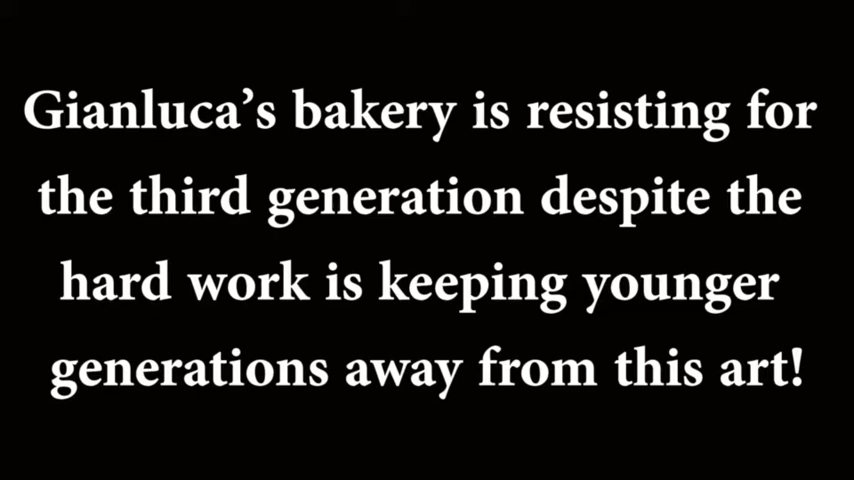 Gianluca’s bakery is resisting for
the third generation despite the
hard work is keeping younger
generations away from this art!